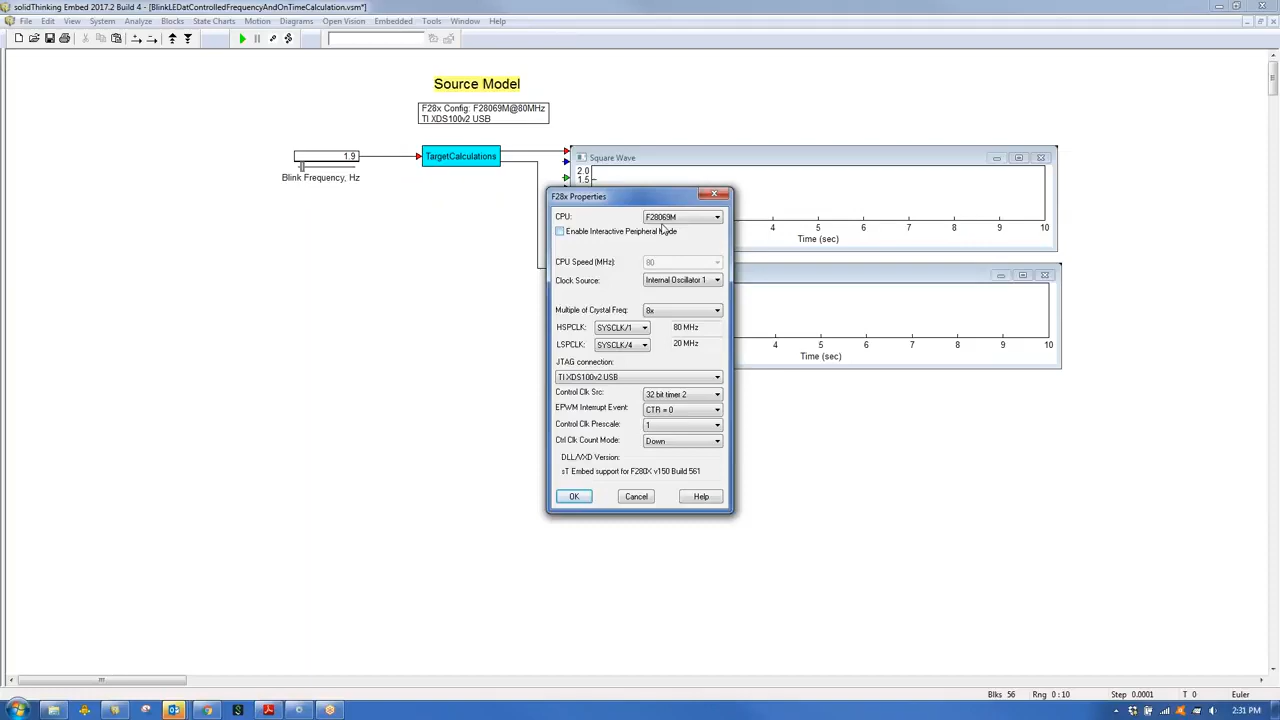 solidThinking Embed 2017.2 Build 4 - [BlinkLEDatControlledFrequencyAndOnTimeCalculation.vsm*]
File Edit View System Analyze Blocks State Charts Motion Diagrams Open Vision Embedded Tools Window Help
Source Model
F28x Config: F28069M@80MHz
TI XDS100v2 USB
1.9
TargetCalculations
Blink Frequency, Hz
Square Wave
2.0
1.5
4 5 6 7 8 9 10
Time (sec)
4 5 6 7 8 9 10
Time (sec)
F28x Properties
CPU: F28069M
Enable Interactive Peripheral Mode
CPU Speed (MHz): 80
Clock Source: Internal Oscillator 1
Multiple of Crystal Freq: 8x
HSPCLK: SYSCLK/1 80 MHz
LSPCLK: SYSCLK/4 20 MHz
JTAG connection:
TI XDS100v2 USB
Control Clk Src: 32 bit timer 2
EPWM Interrupt Event: CTR = 0
Control Clk Prescale: 1
Ctrl Clk Count Mode: Down
DLL/VXD Version:
sT Embed support for F280X v150 Build 561
OK Cancel Help
Blks 56 Rng 0 : 10 Step 0.0001 T 0 Euler
2:31 PM